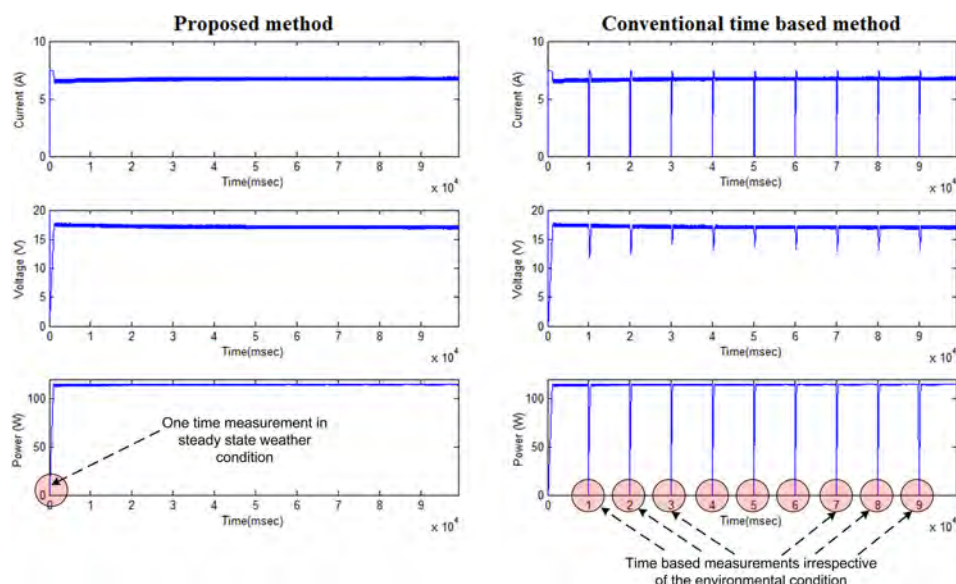 Proposed method
Conventional time based method
10
5
0
Current (A)
0 1 2 3 4 5 6 7 8 9
Time(msec)
x 10^4
10
5
0
Current (A)
0 1 2 3 4 5 6 7 8 9
Time(msec)
x 10^4
20
15
10
5
0
Voltage (V)
0 1 2 3 4 5 6 7 8 9
Time(msec)
x 10^4
20
15
10
5
0
Voltage (V)
0 1 2 3 4 5 6 7 8 9
Time(msec)
x 10^4
100
50
0
Power (W)
One time measurement in
steady state weather
condition
0 1 2 3 4 5 6 7 8 9
Time(msec)
x 10^4
100
50
0
Power (W)
0 1 2 3 4 5 6 7 8 9
Time(msec)
x 10^4
Time based measurements irrespective
of the environmental condition